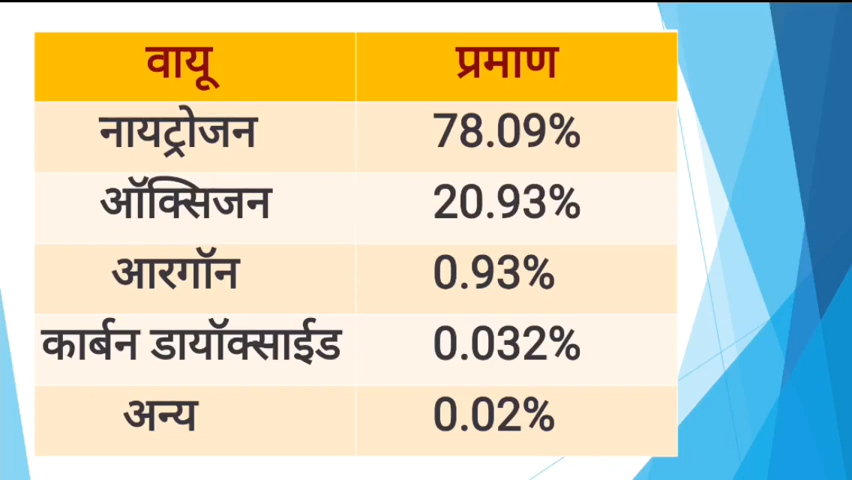 वायू प्रमाण
नायट्रोजन 78.09%
ऑक्सिजन 20.93%
आरगॉन 0.93%
कार्बन डायॉक्साईड 0.032%
अन्य 0.02%